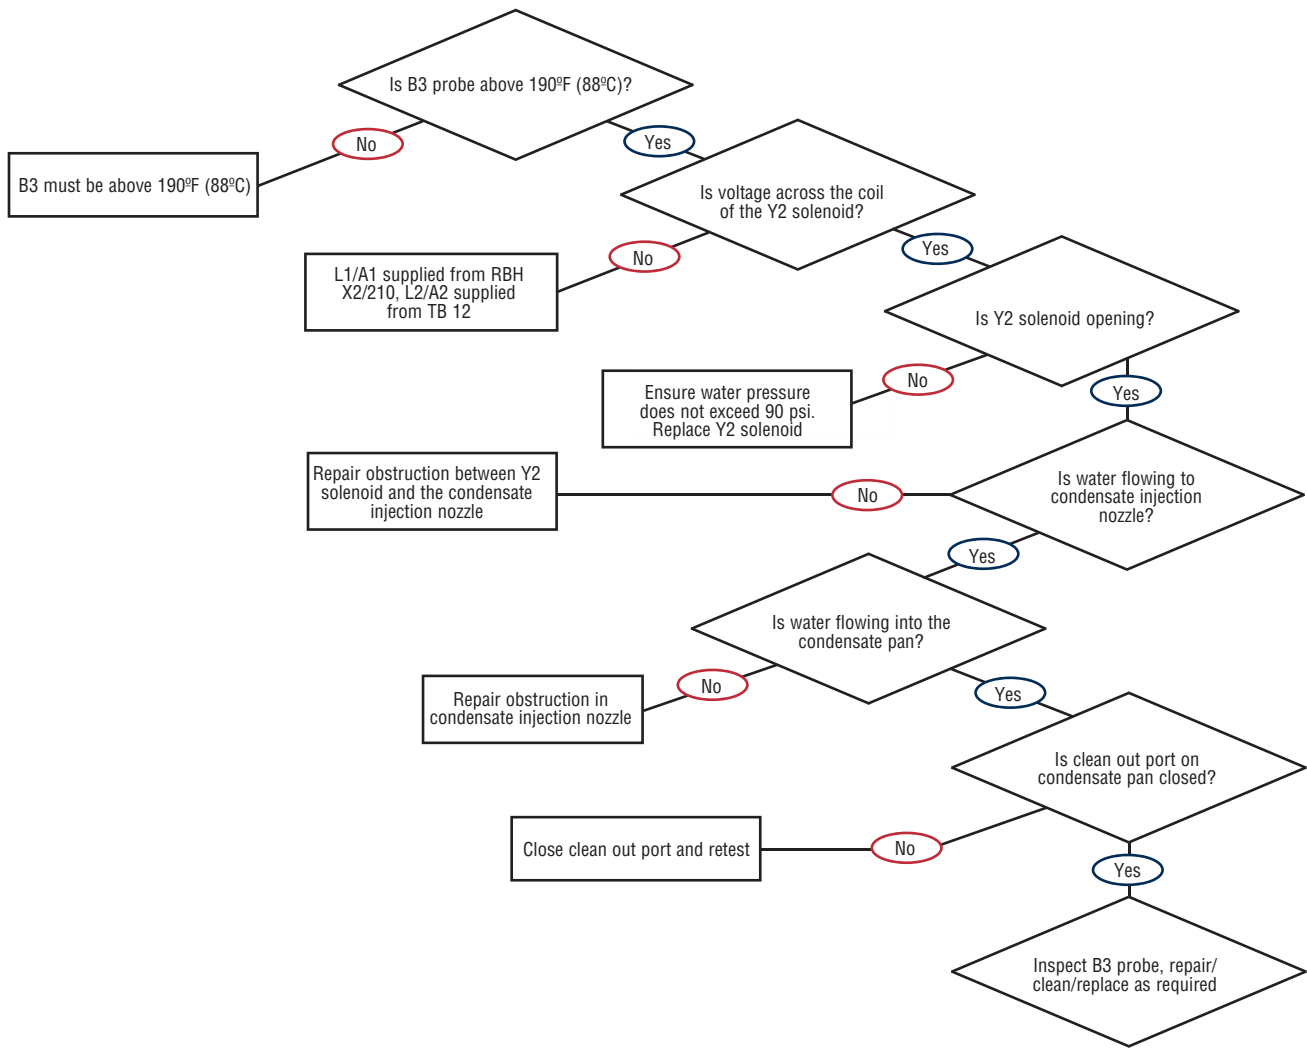 Is B3 probe above 190ºF (88ºC)?
No
Yes
B3 must be above 190ºF (88ºC)
Is voltage across the coil
of the Y2 solenoid?
No
Yes
L1/A1 supplied from RBH
X2/210, L2/A2 supplied
from TB 12
Is Y2 solenoid opening?
No
Yes
Ensure water pressure
does not exceed 90 psi.
Replace Y2 solenoid
Is water flowing to
condensate injection
nozzle?
No
Repair obstruction between Y2
solenoid and the condensate
injection nozzle
Yes
Is water flowing into the
condensate pan?
No
Yes
Repair obstruction in
condensate injection nozzle
Is clean out port on
condensate pan closed?
No
Close clean out port and retest
Yes
Inspect B3 probe, repair/
clean/replace as required